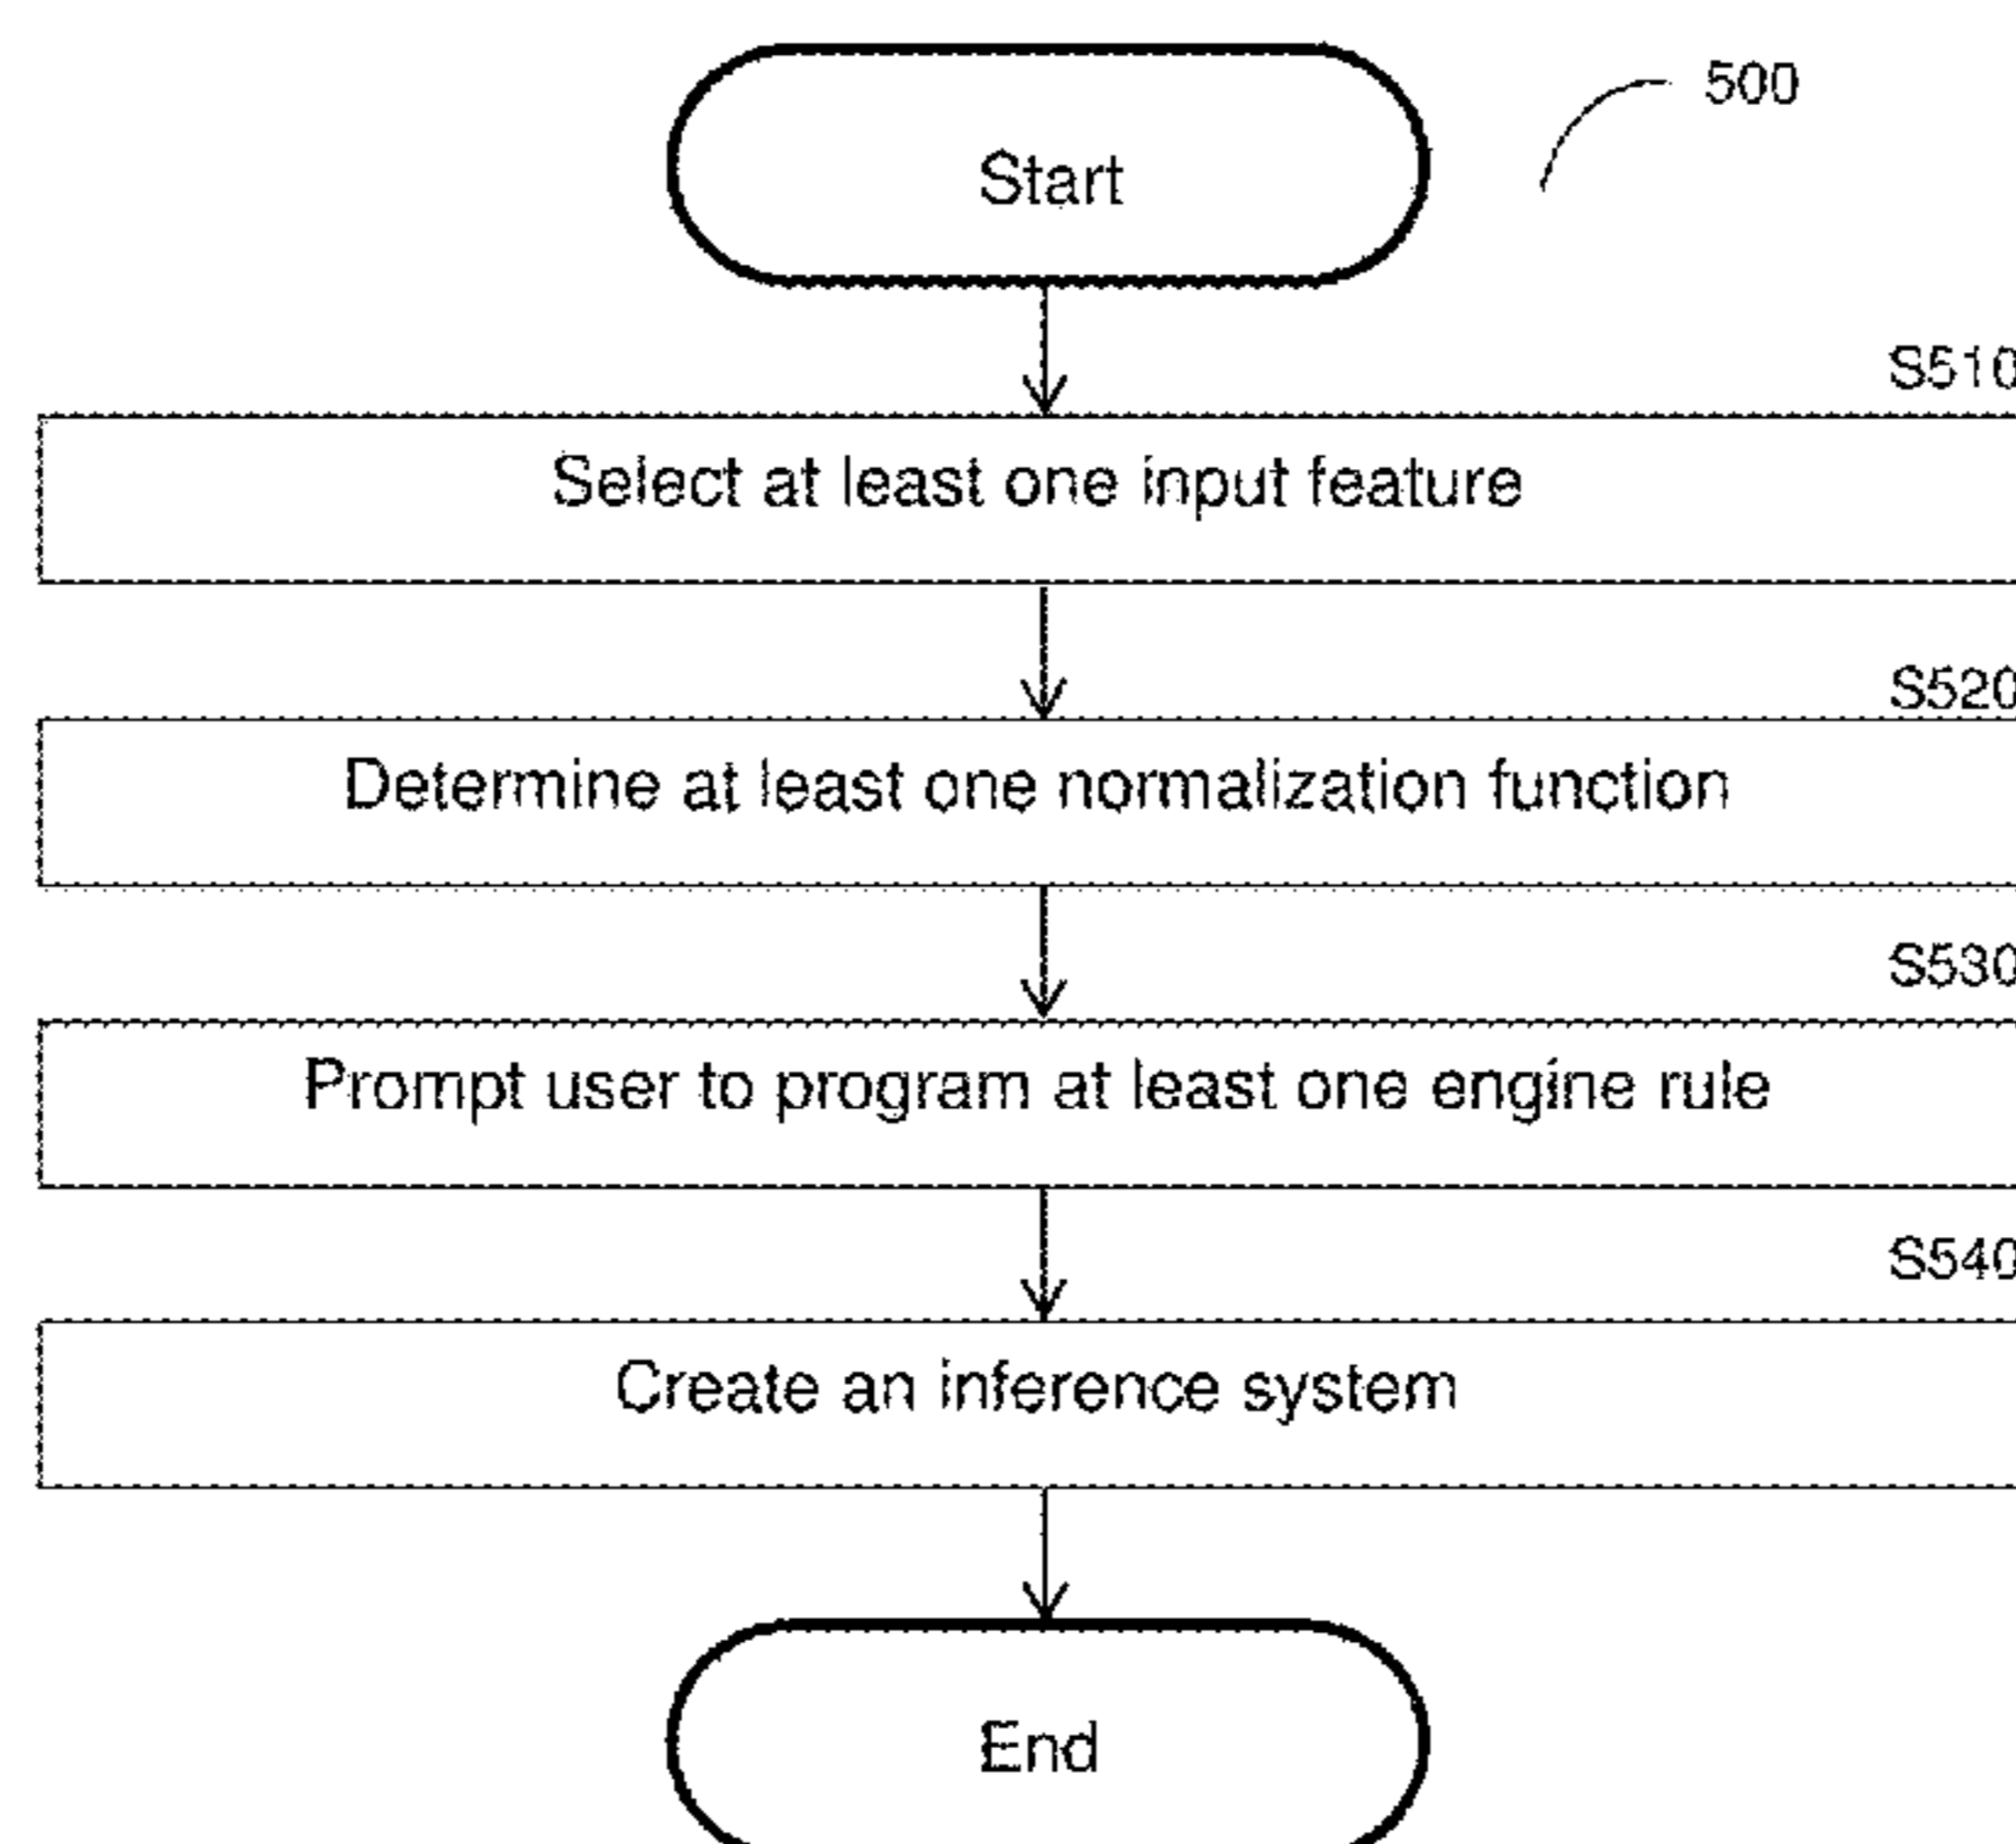 Start
500
S510
Select at least one input feature
S520
Determine at least one normalization function
S530
Prompt user to program at least one engine rule
S540
Create an inference system
End